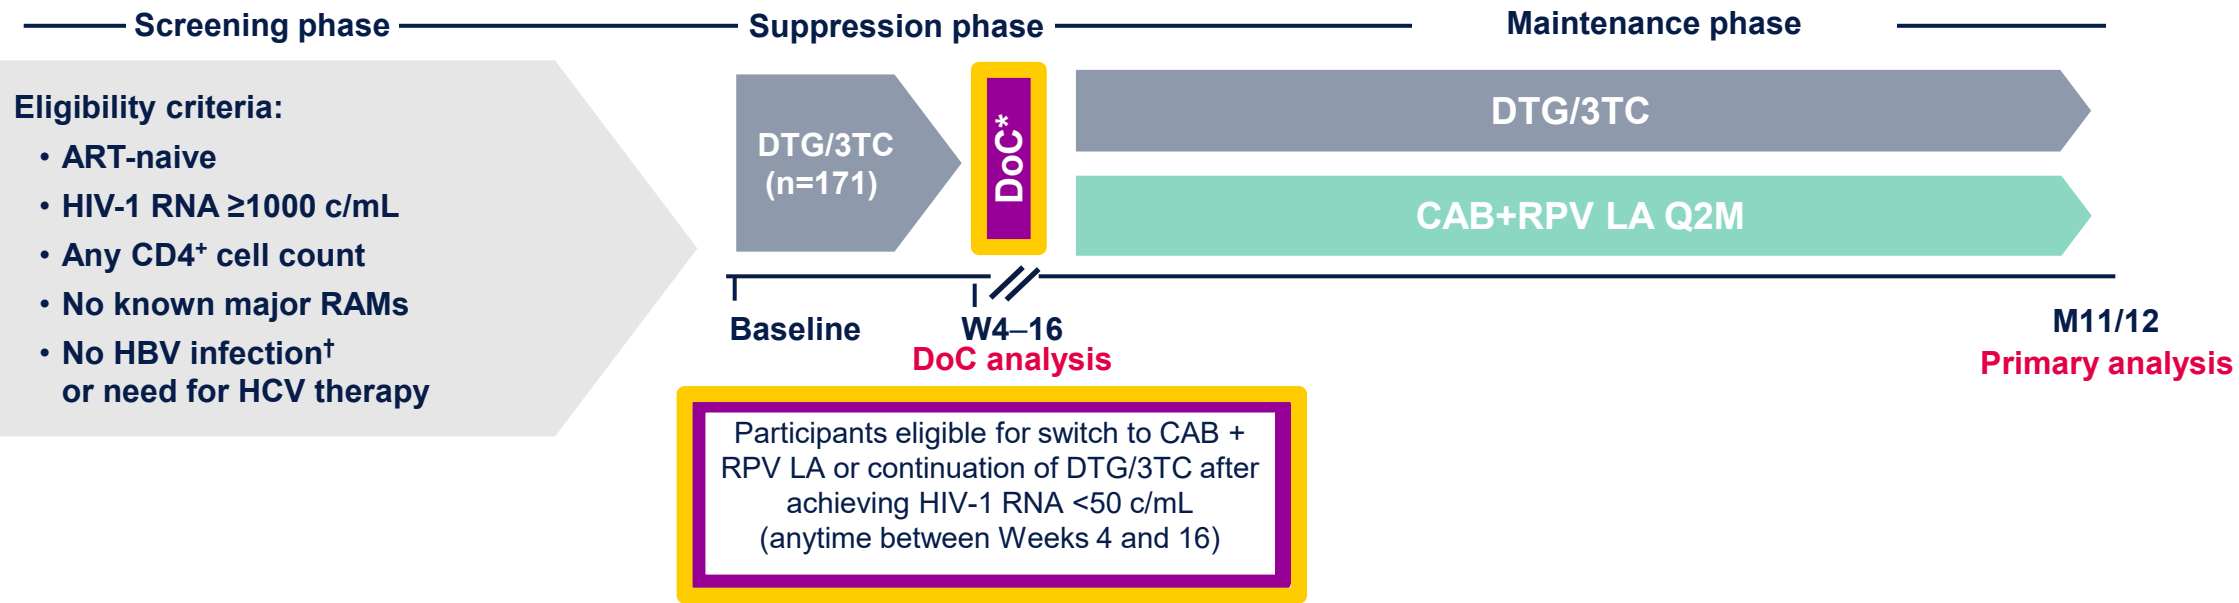 Screening phase
Suppression phase
Maintenance phase
Eligibility criteria:
• ART-naive
• HIV-1 RNA ≥1000 c/mL
• Any CD4⁺ cell count
• No known major RAMs
• No HBV infection†
or need for HCV therapy
DTG/3TC
(n=171)
DoC*
DTG/3TC
CAB+RPV LA Q2M
Baseline
W4–16
DoC analysis
M11/12
Primary analysis
Participants eligible for switch to CAB +
RPV LA or continuation of DTG/3TC after
achieving HIV-1 RNA <50 c/mL
(anytime between Weeks 4 and 16)